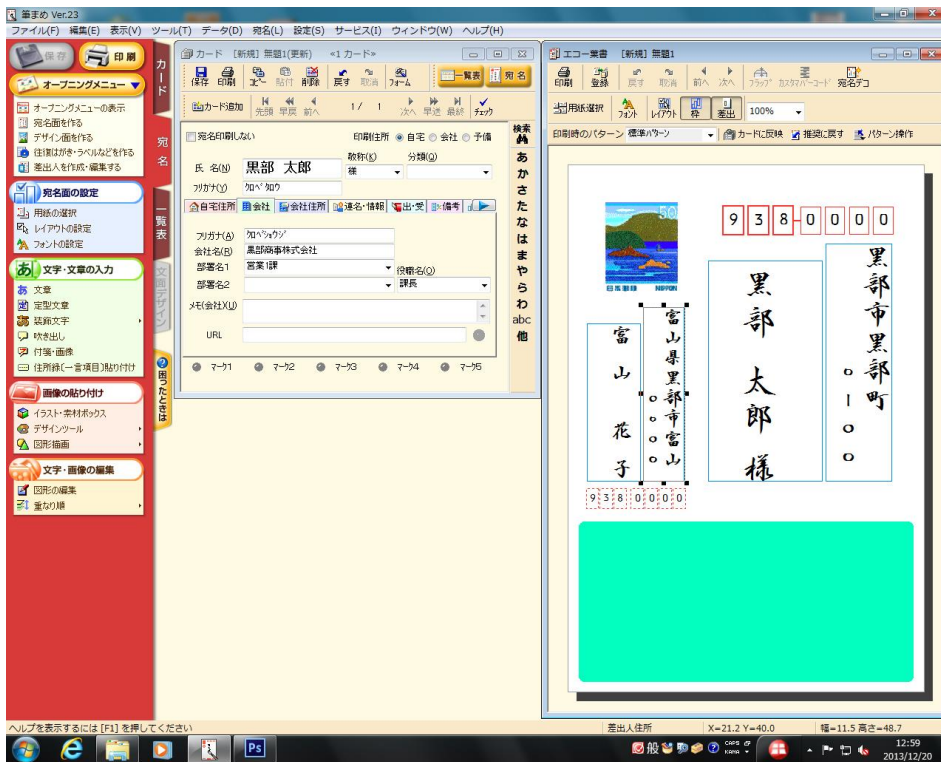 筆まめ Ver.23
ファイル(F) 編集(E) 表示(V) ツール(T) データ(D) 宛名(L) 設定(S) サービス(I) ウィンドウ(W) ヘルプ(H)
保存 印刷
オープニングメニュー
オープニングメニューの表示
宛名面を作る
デザイン面を作る
往復はがき・ラベルなどを作る
差出人を作成・編集する
宛名面の設定
用紙の選択
レイアウトの設定
フォントの設定
あ 文字・文章の入力
あ 文章
定型文章
装飾文字
吹き出し
付箋・画像
住所録(一言項目)貼り付け
画像の貼り付け
イラスト・素材ボックス
デザインツール
図形描画
文字・画像の編集
図形の編集
重なり順
カード
宛名
一覧表
文面デザイン
困ったときは
カード [新規] 無題1(更新) «1 カード»
保存 印刷 コピー 貼付 削除 戻す 取消 フォーム 一覧表 宛名
カード追加 先頭 早戻 前へ 1 / 1 次へ 早送 最終 チェック
宛名印刷しない 印刷住所 自宅 会社 予備
敬称(K) 分類(Q)
氏 名(N) 黒部 太郎 様
フリガナ(Y) クロベ タロウ
自宅住所 会社 会社住所 連名・情報 出・受 備考
フリガナ(A) クロベショウジ
会社名(R) 黒部商事株式会社
部署名1 営業1課 役職名(O)
部署名2 課長
メモ(会社)(U)
URL
マーク1 マーク2 マーク3 マーク4 マーク5
検索
あ
か
さ
た
な
は
ま
や
ら
わ
abc
他
エコー葉書 [新規] 無題1
印刷 登録 戻す 取消 前へ 次へ フラップ カスタマバーコード 宛名デコ
用紙選択 フォント レイアウト 枠 差出 100%
印刷時のパターン 標準パターン カードに反映 推奨に戻す パターン操作
50
日本郵便 NIPPON
938-0000
黒部市黒部町
〇ー〇〇
黒部 太郎 様
富山県黒部市富山
〇〇〇〇
富山 花子
9380000
ヘルプを表示するには [F1] を押してください
差出人住所 X=21.2 Y=40.0 幅=11.5 高さ=48.7
Ps
般
CAPS
KANA
12:59
2013/12/20